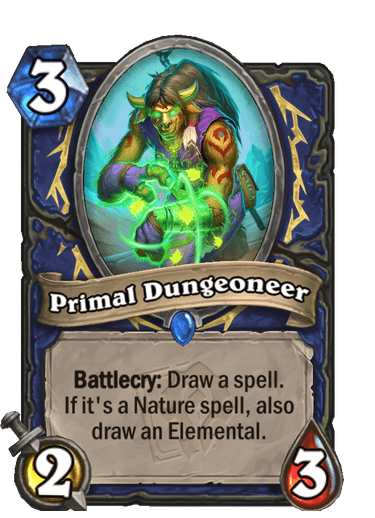 3
Primal Dungeoneer
Battlecry: Draw a spell.
If it's a Nature spell, also
draw an Elemental.
2
3